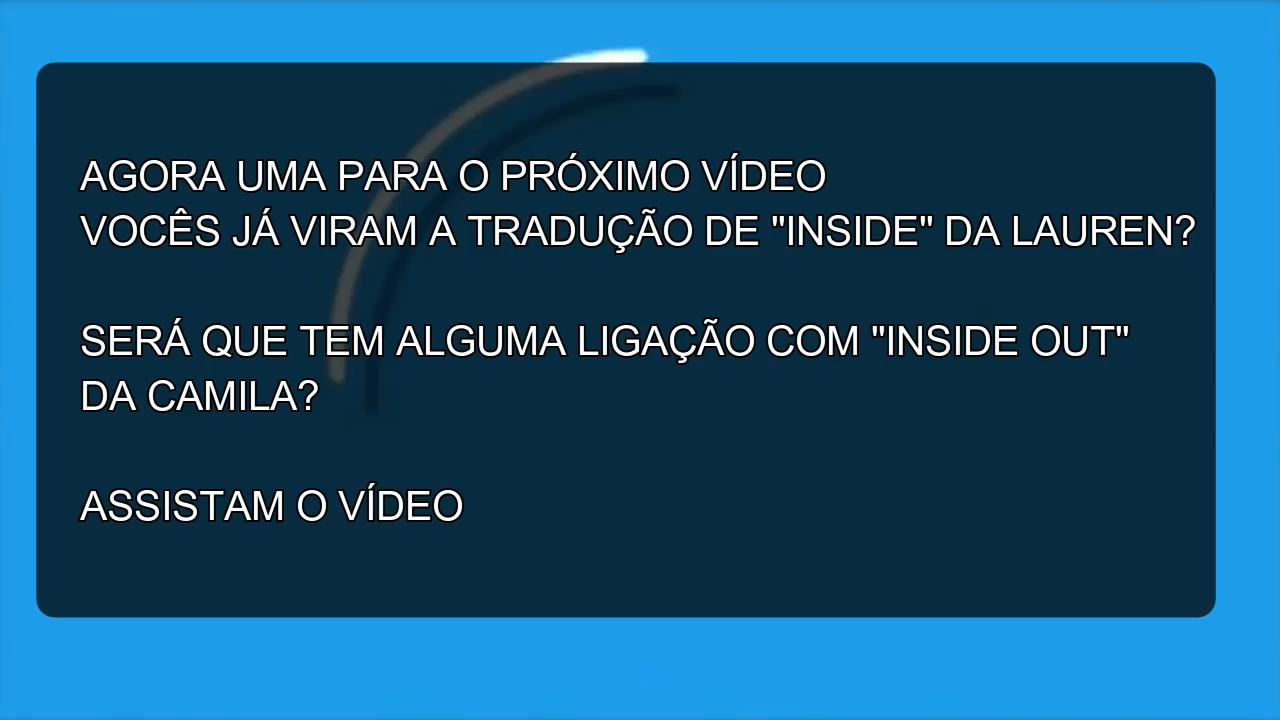 AGORA UMA PARA O PRÓXIMO VÍDEO
VOCÊS JÁ VIRAM A TRADUÇÃO DE "INSIDE" DA LAUREN?
SERÁ QUE TEM ALGUMA LIGAÇÃO COM "INSIDE OUT"
DA CAMILA?
ASSISTAM O VÍDEO